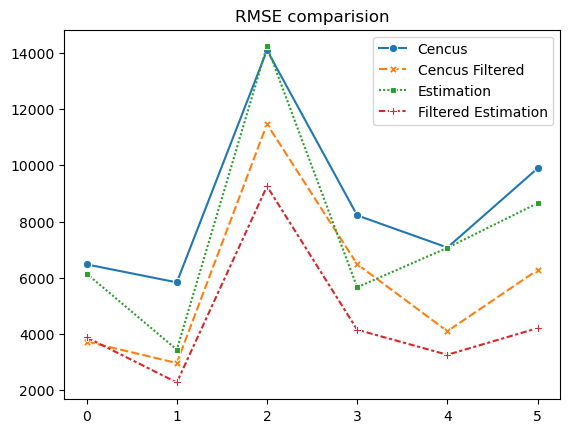 RMSE comparision
Cencus
Cencus Filtered
Estimation
Filtered Estimation
14000
12000
10000
8000
6000
4000
2000
0 1 2 3 4 5